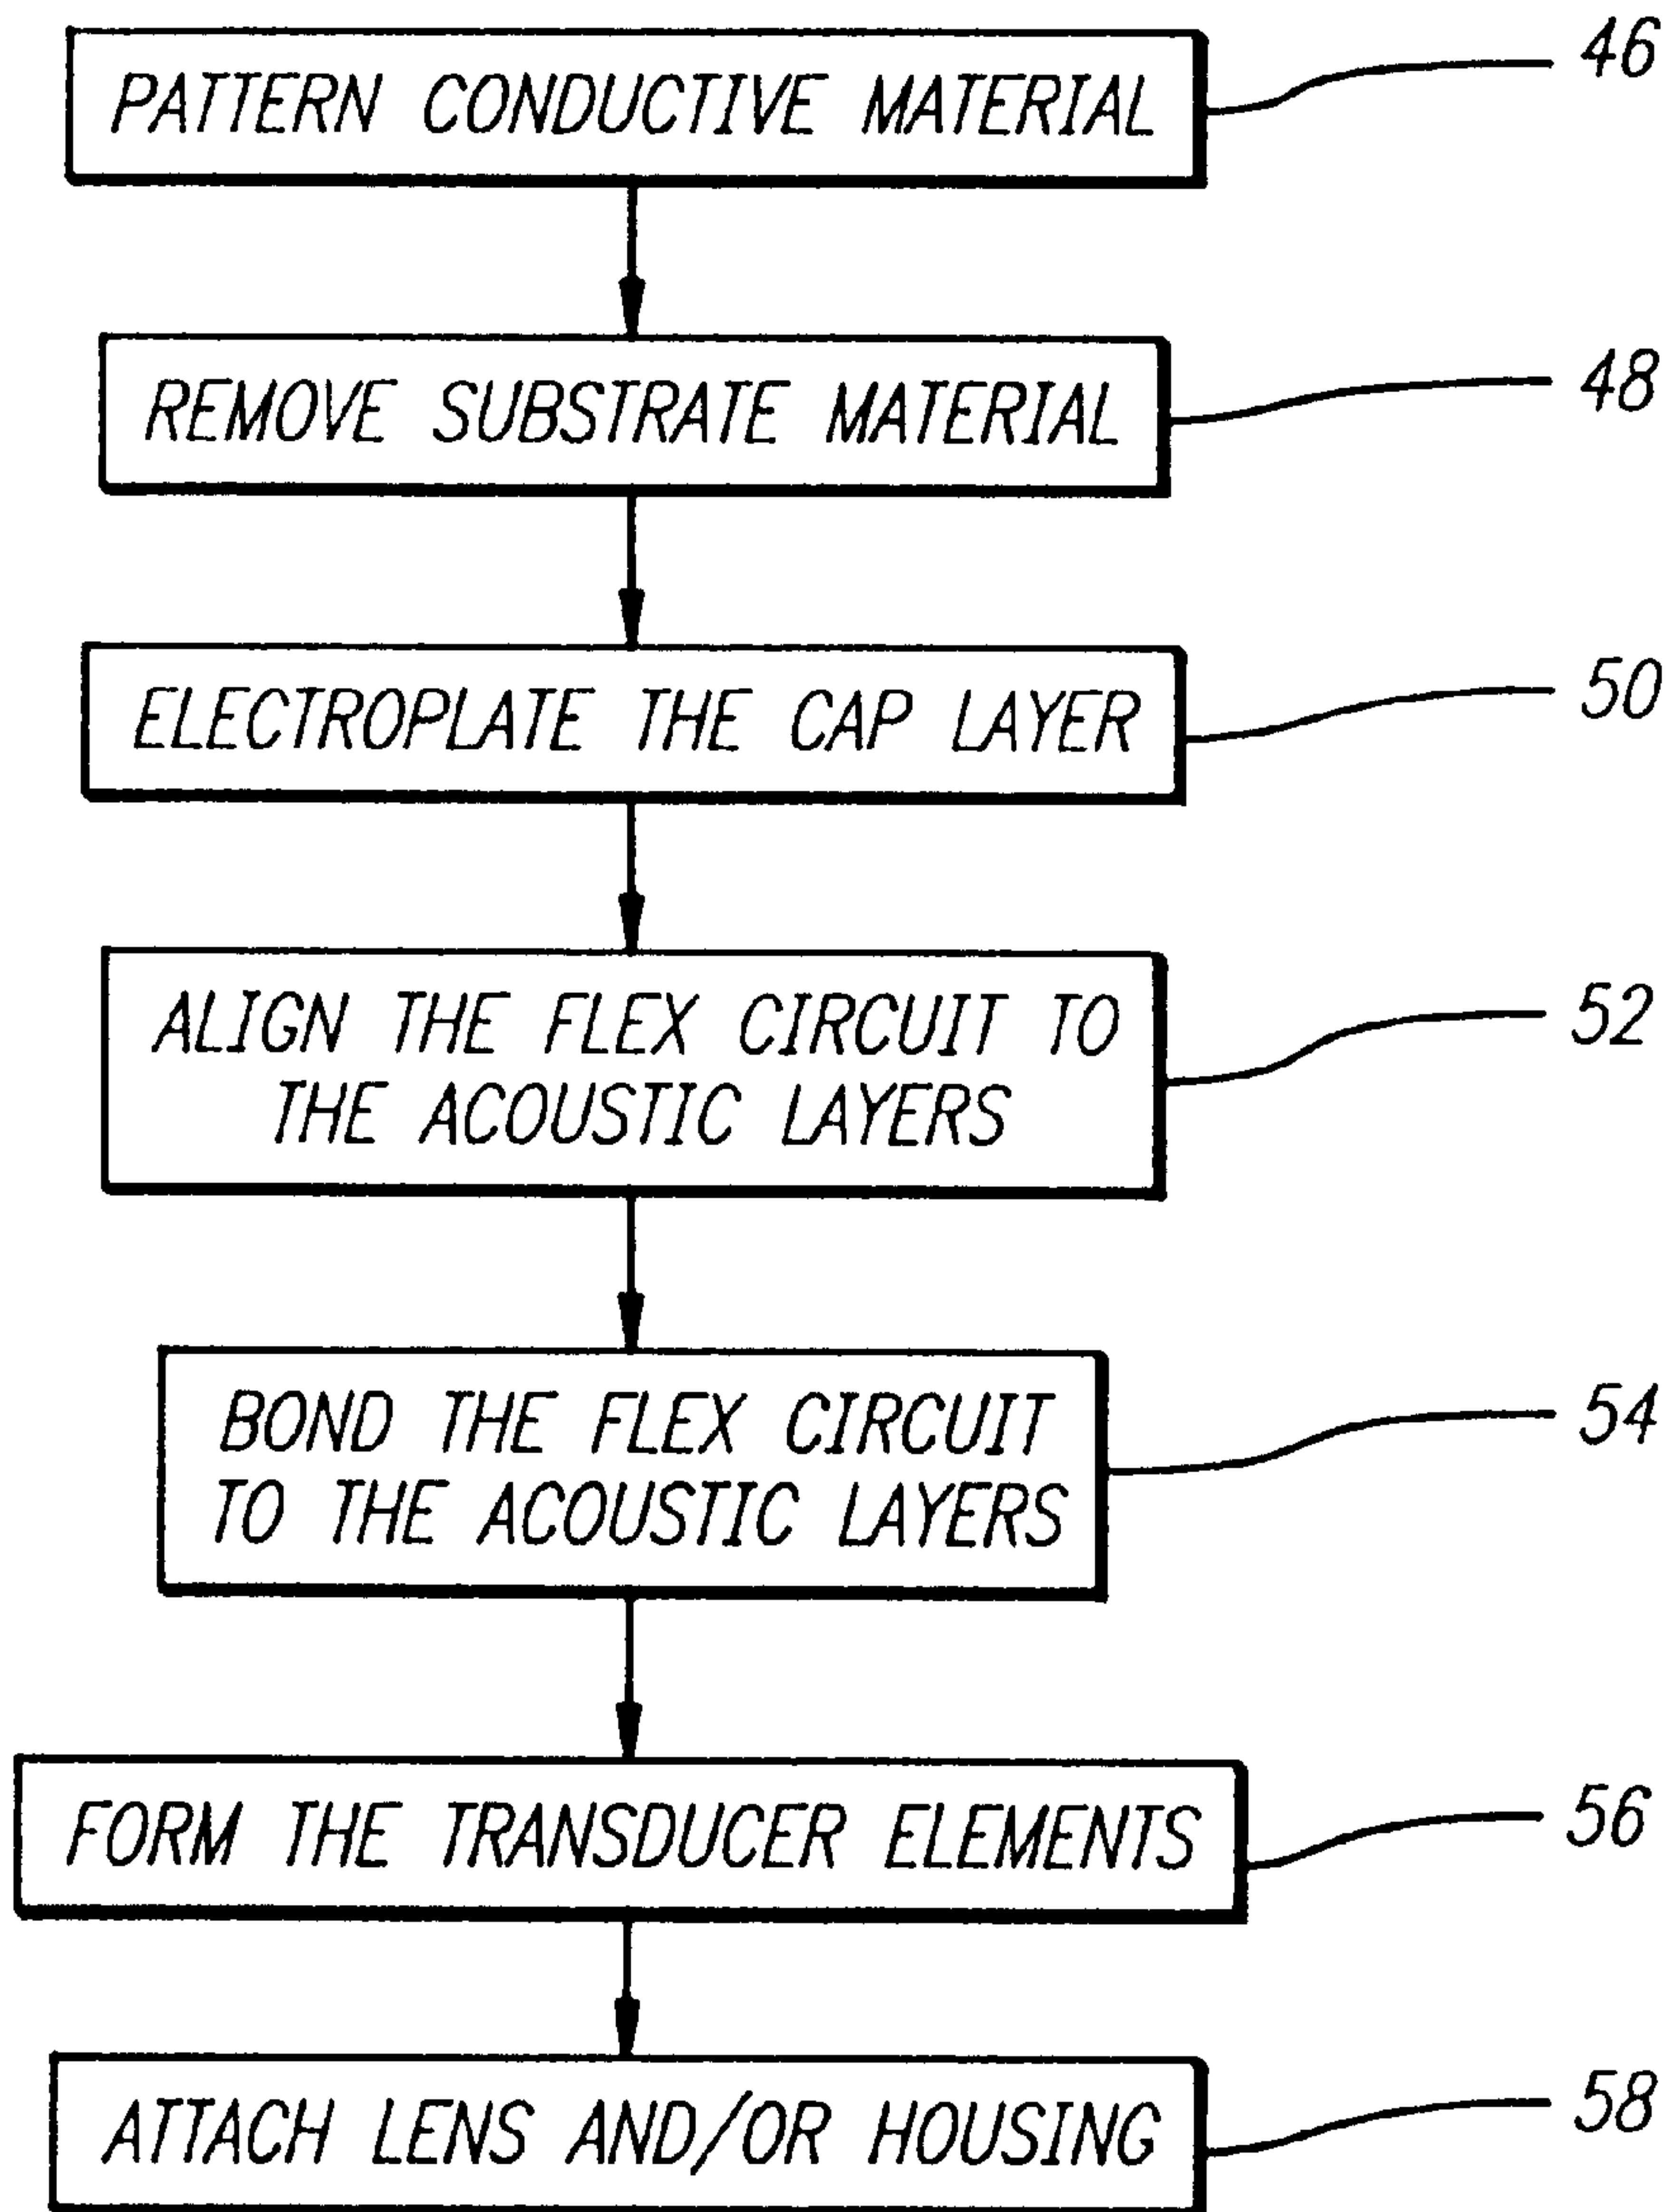 PATTERN CONDUCTIVE MATERIAL
46
REMOVE SUBSTRATE MATERIAL
48
ELECTROPLATE THE CAP LAYER
50
ALIGN THE FLEX CIRCUIT TO
THE ACOUSTIC LAYERS
52
BOND THE FLEX CIRCUIT
TO THE ACOUSTIC LAYERS
54
FORM THE TRANSDUCER ELEMENTS
56
ATTACH LENS AND/OR HOUSING
58